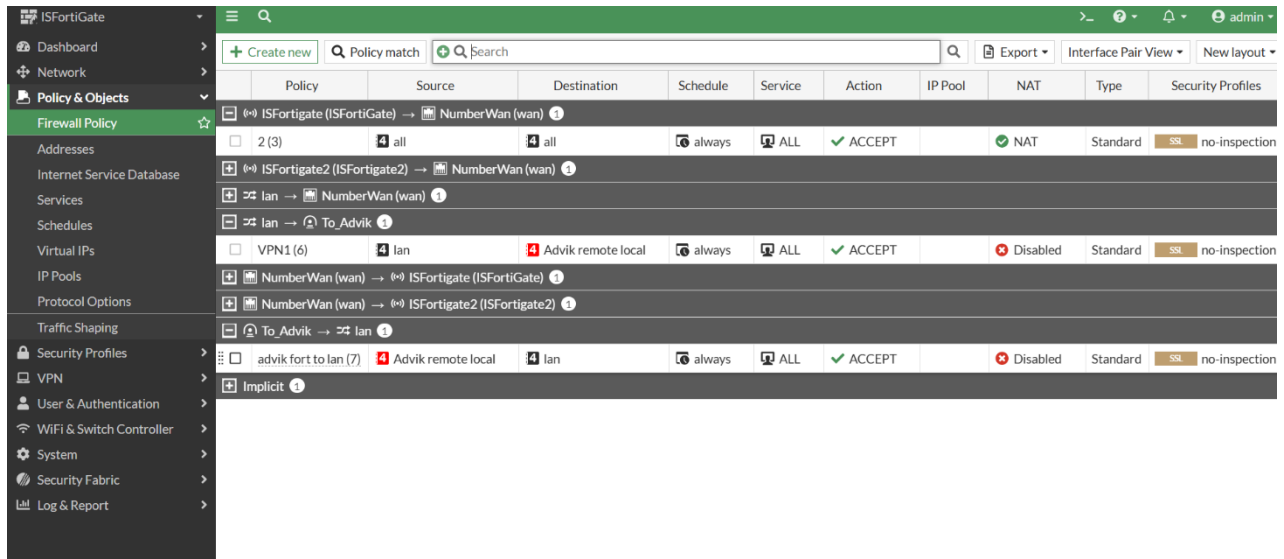 ISFortiGate
>_ ? admin
Dashboard
Network
Policy & Objects
Firewall Policy
Addresses
Internet Service Database
Services
Schedules
Virtual IPs
IP Pools
Protocol Options
Traffic Shaping
Security Profiles
VPN
User & Authentication
WiFi & Switch Controller
System
Security Fabric
Log & Report
+ Create new Policy match Search Export Interface Pair View New layout
Policy Source Destination Schedule Service Action IP Pool NAT Type Security Profiles
ISFortigate (ISFortiGate) → NumberWan (wan) 1
2 (3) 4 all 4 all always ALL ACCEPT NAT Standard SSL no-inspection
ISFortigate2 (ISFortigate2) → NumberWan (wan) 1
lan → NumberWan (wan) 1
lan → To_Advik 1
VPN1 (6) 4 lan 4 Advik remote local always ALL ACCEPT Disabled Standard SSL no-inspection
NumberWan (wan) → ISFortigate (ISFortiGate) 1
NumberWan (wan) → ISFortigate2 (ISFortigate2) 1
To_Advik → lan 1
advik fort to lan (7) 4 Advik remote local 4 lan always ALL ACCEPT Disabled Standard SSL no-inspection
Implicit 1